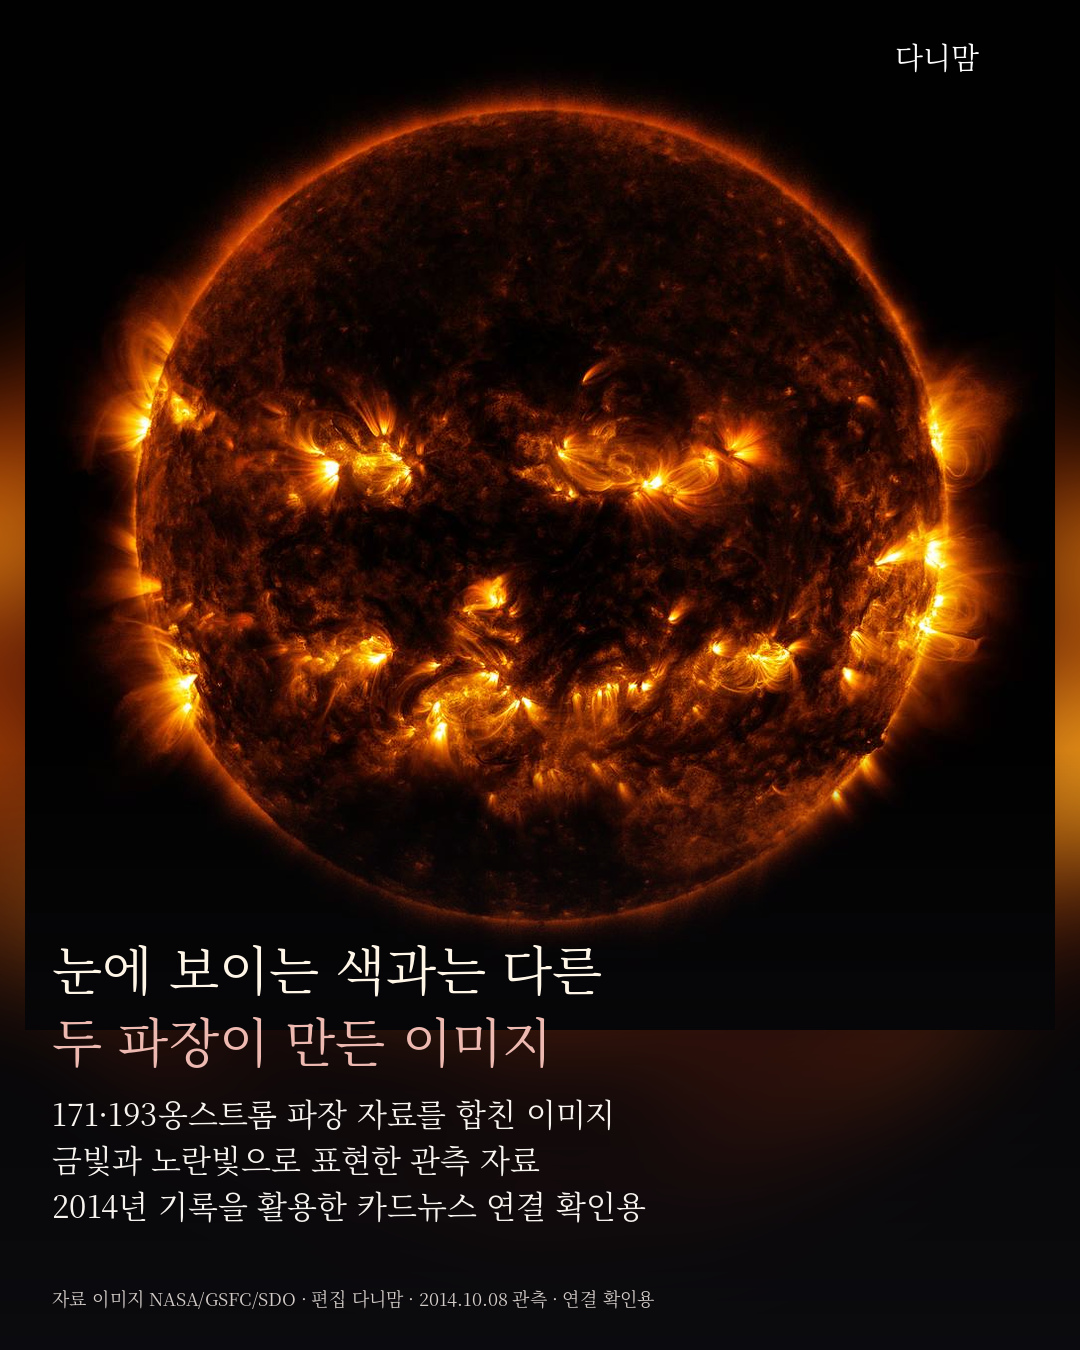 다니맘
눈에 보이는 색과는 다른
두 파장이 만든 이미지
171·193옹스트롬 파장 자료를 합친 이미지
금빛과 노란빛으로 표현한 관측 자료
2014년 기록을 활용한 카드뉴스 연결 확인용
자료 이미지 NASA/GSFC/SDO · 편집 다니맘 · 2014.10.08 관측 · 연결 확인용